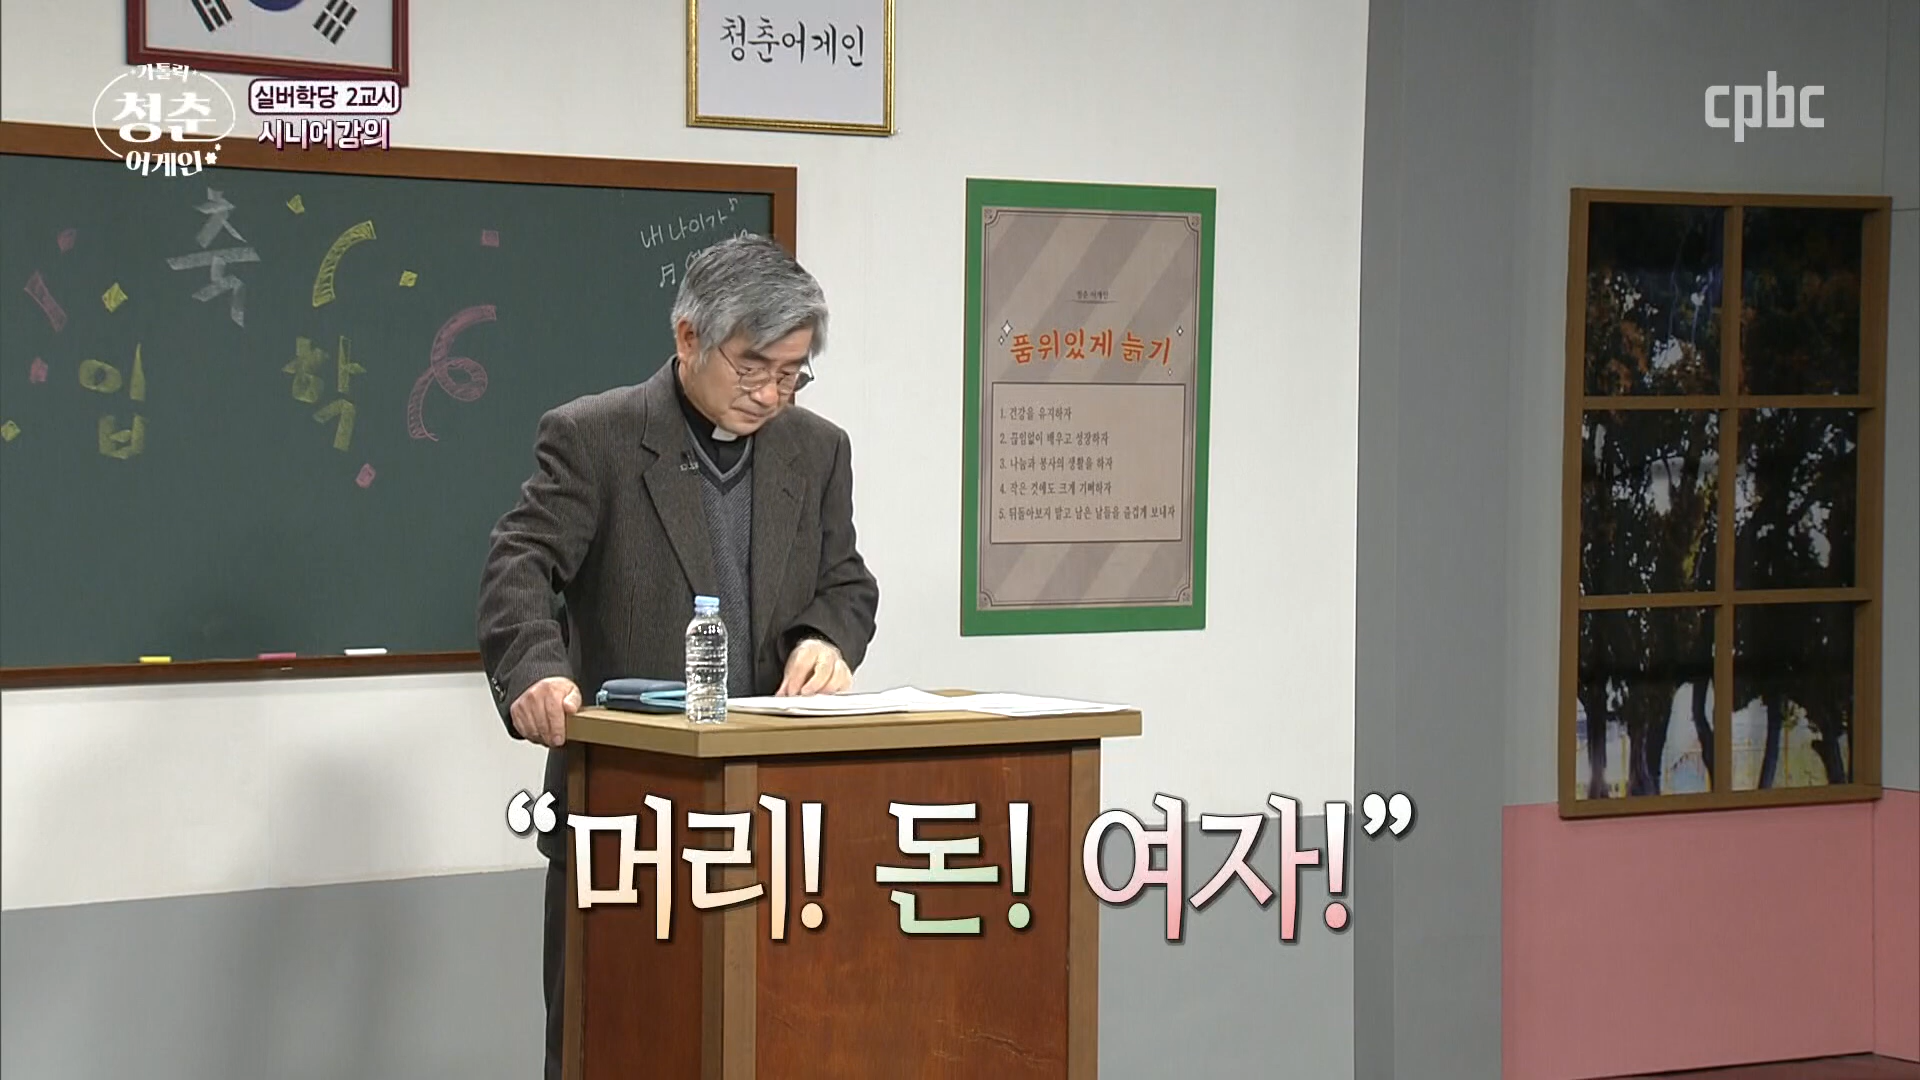 청춘어게인
가톨릭
청춘
어게인
실버학당 2교시
시니어강의
cpbc
축
입 학
내 나이가♪
청춘 어게인
품위있게 늙기
1. 건강을 유지하자
2. 끊임없이 배우고 성장하자
3. 나눔과 봉사의 생활을 하자
4. 작은 것에도 크게 기뻐하자
5. 뒤돌아보지 말고 남은 날들을 즐겁게 보내자
“머리! 돈! 여자!”